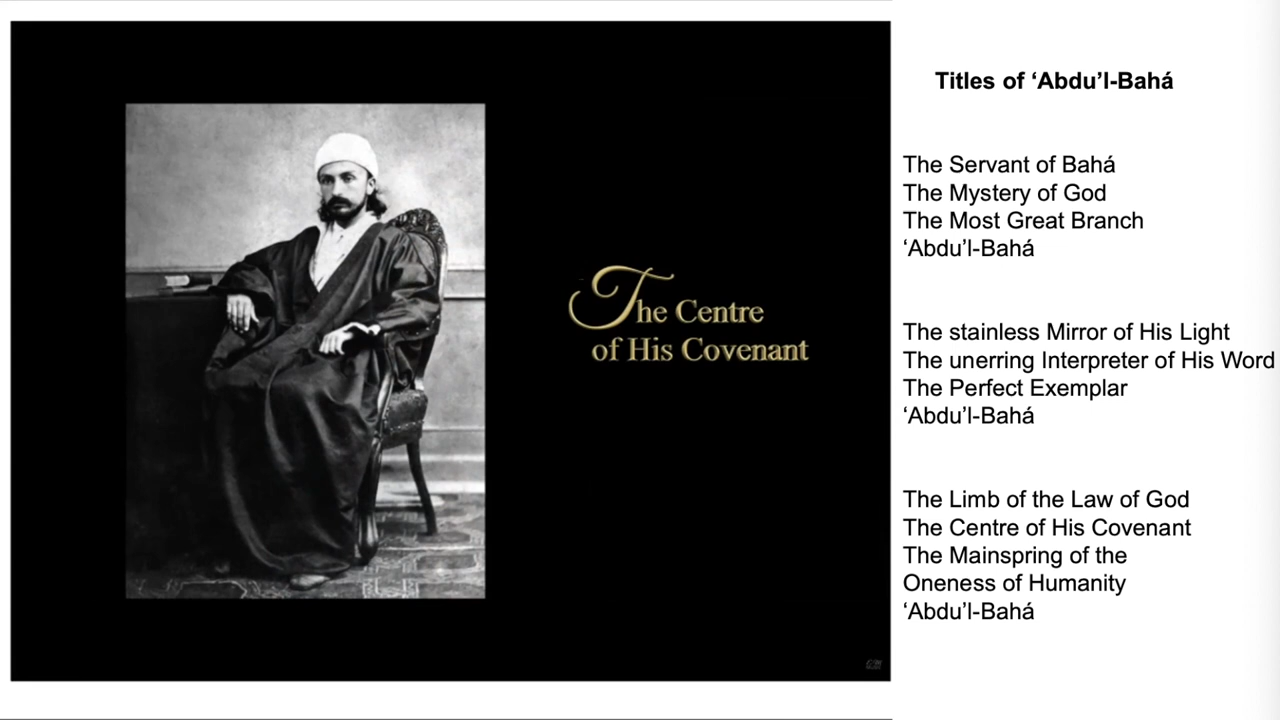 The Centre
of His Covenant
Titles of ‘Abdu’l-Bahá
The Servant of Bahá
The Mystery of God
The Most Great Branch
‘Abdu’l-Bahá
The stainless Mirror of His Light
The unerring Interpreter of His Word
The Perfect Exemplar
‘Abdu’l-Bahá
The Limb of the Law of God
The Centre of His Covenant
The Mainspring of the
Oneness of Humanity
‘Abdu’l-Bahá